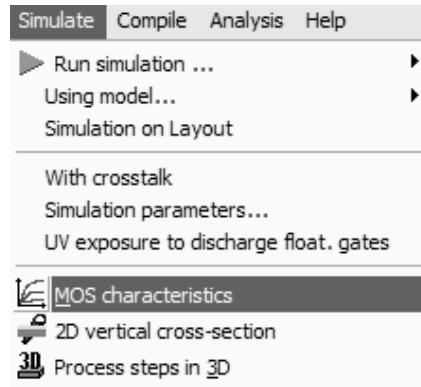 Simulate Compile Analysis Help
Run simulation ...
Using model...
Simulation on Layout
With crosstalk
Simulation parameters...
UV exposure to discharge float. gates
MOS characteristics
2D vertical cross-section
3D Process steps in 3D